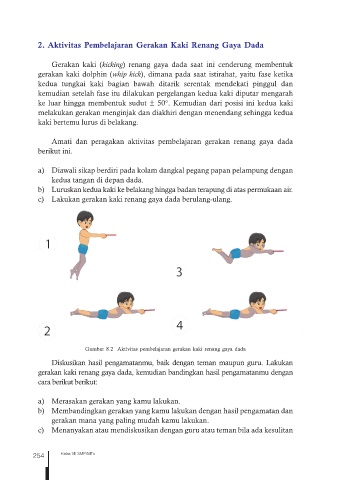 2. Aktivitas Pembelajaran Gerakan Kaki Renang Gaya Dada
Gerakan kaki (kicking) renang gaya dada saat ini cenderung membentuk
gerakan kaki dolphin (whip kick), dimana pada saat istirahat, yaitu fase ketika
kedua tungkai kaki bagian bawah ditarik serentak mendekati pinggul dan
kemudian setelah fase itu dilakukan pergelangan kedua kaki diputar mengarah
ke luar hingga membentuk sudut ± 50°. Kemudian dari posisi ini kedua kaki
melakukan gerakan menginjak dan diakhiri dengan menendang sehingga kedua
kaki bertemu lurus di belakang.
Amati dan peragakan aktivitas pembelajaran gerakan renang gaya dada
berikut ini.
a) Diawali sikap berdiri pada kolam dangkal pegang papan pelampung dengan
kedua tangan di depan dada.
b) Luruskan kedua kaki ke belakang hingga badan terapung di atas permukaan air.
c) Lakukan gerakan kaki renang gaya dada berulang-ulang.
1
3
2
4
Gambar 8.2 Aktivitas pembelajaran gerakan kaki renang gaya dada
Diskusikan hasil pengamatanmu, baik dengan teman maupun guru. Lakukan
gerakan kaki renang gaya dada, kemudian bandingkan hasil pengamatanmu dengan
cara berikut berikut:
a) Merasakan gerakan yang kamu lakukan.
b) Membandingkan gerakan yang kamu lakukan dengan hasil pengamatan dan
gerakan mana yang paling mudah kamu lakukan.
c) Menanyakan atau mendiskusikan dengan guru atau teman bila ada kesulitan
254
Kelas VII SMP/MTs